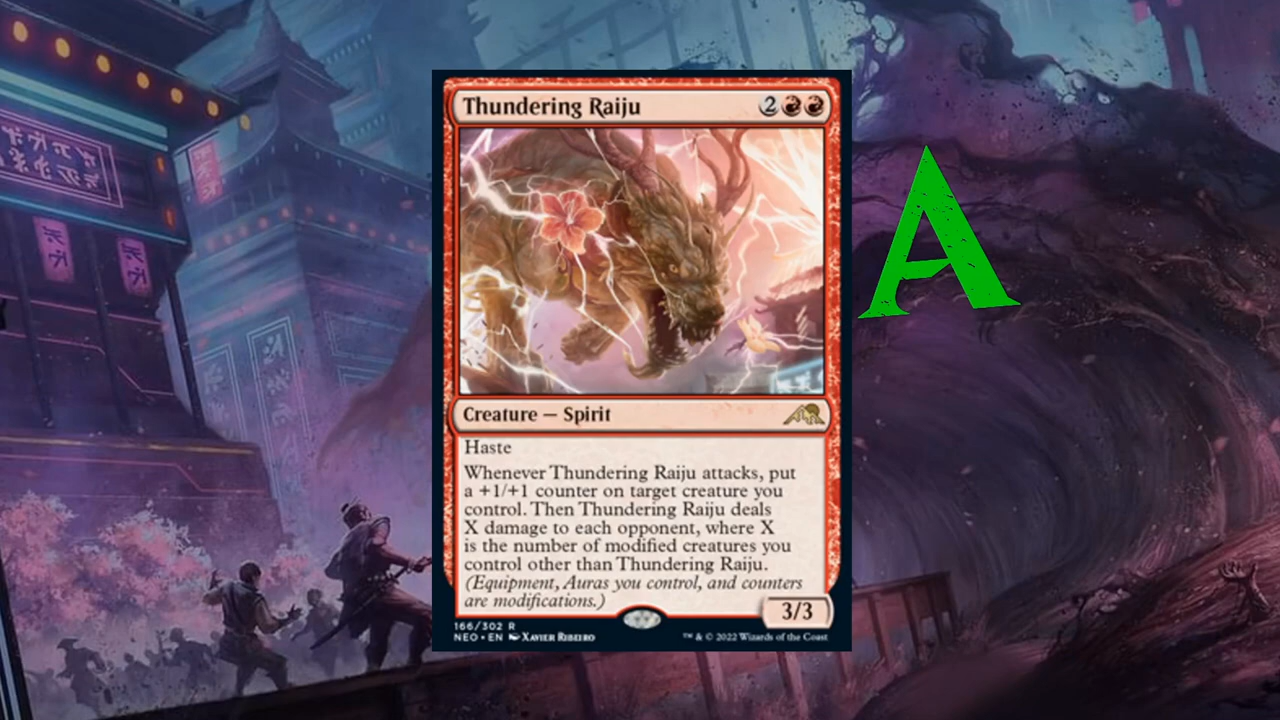 Thundering Raiju 2
A
Creature — Spirit
Haste
Whenever Thundering Raiju attacks, put
a +1/+1 counter on target creature you
control. Then Thundering Raiju deals
X damage to each opponent, where X
is the number of modified creatures you
control other than Thundering Raiju.
(Equipment, Auras you control, and counters
are modifications.)
3/3
166/302 R
NEO • EN Xavier Ribeiro ™ & © 2022 Wizards of the Coast